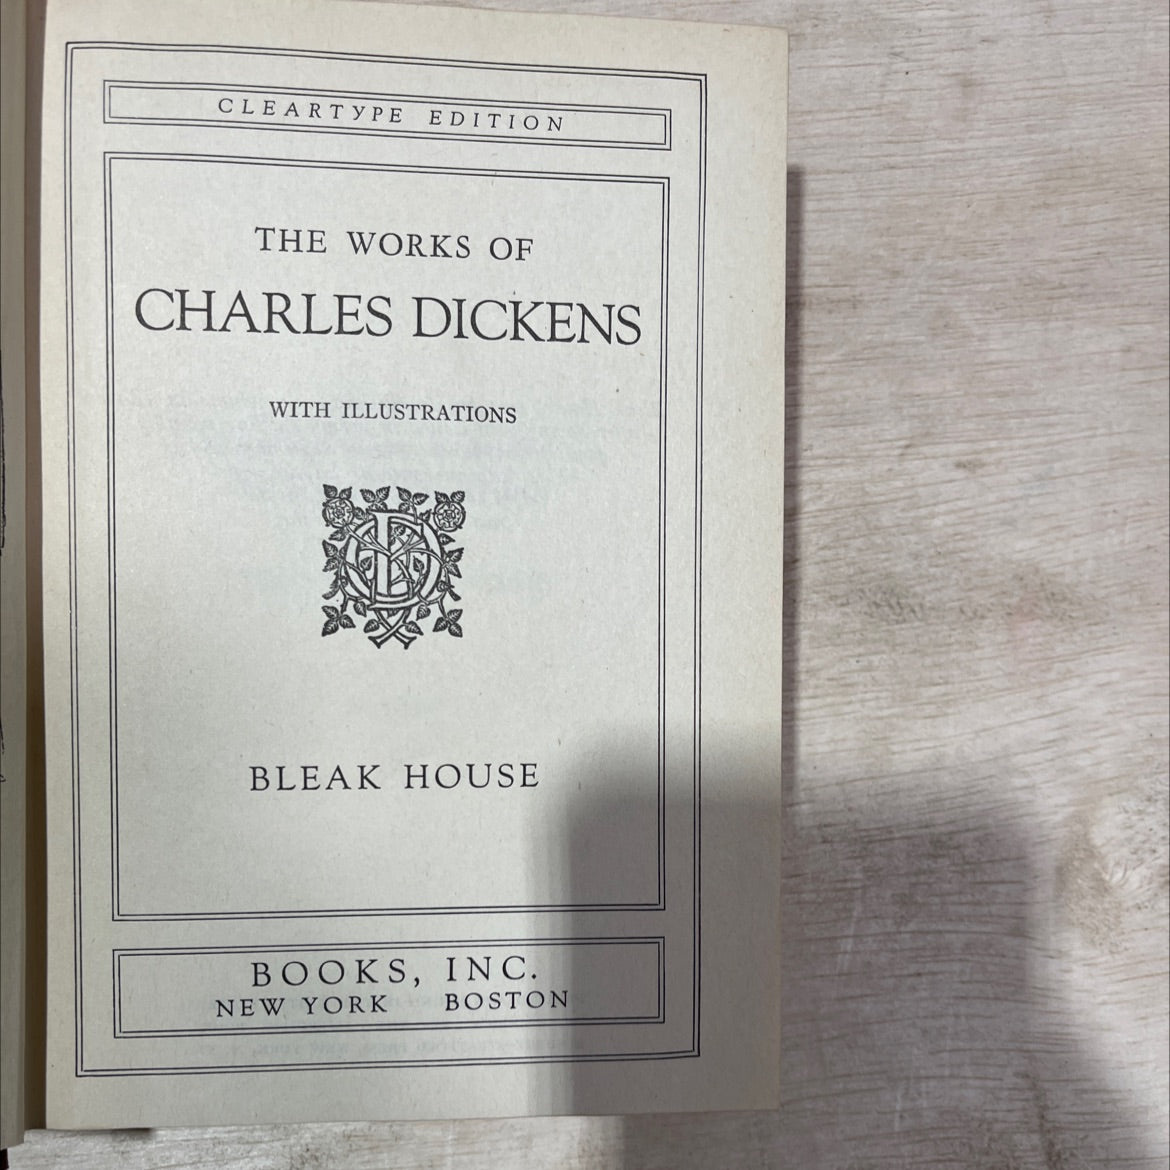 CLEARTYPE EDITION
THE WORKS OF
CHARLES DICKENS
WITH ILLUSTRATIONS
BLEAK HOUSE
BOOKS, INC.
NEW YORK BOSTON